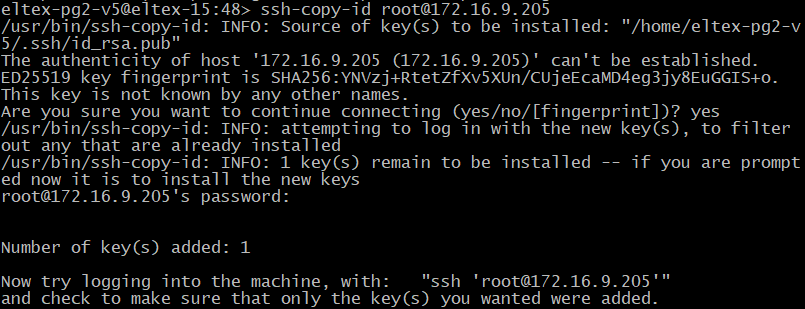 eltex-pg2-v5@eltex-15:48> ssh-copy-id root@172.16.9.205
/usr/bin/ssh-copy-id: INFO: Source of key(s) to be installed: "/home/eltex-pg2-v
5/.ssh/id_rsa.pub"
The authenticity of host '172.16.9.205 (172.16.9.205)' can't be established.
ED25519 key fingerprint is SHA256:YNVzj+RtetZfXv5XUn/CUjeEcaMD4eg3jy8EuGGIS+o.
This key is not known by any other names.
Are you sure you want to continue connecting (yes/no/[fingerprint])? yes
/usr/bin/ssh-copy-id: INFO: attempting to log in with the new key(s), to filter
out any that are already installed
/usr/bin/ssh-copy-id: INFO: 1 key(s) remain to be installed -- if you are prompt
ed now it is to install the new keys
root@172.16.9.205's password:
Number of key(s) added: 1
Now try logging into the machine, with:   "ssh 'root@172.16.9.205'"
and check to make sure that only the key(s) you wanted were added.